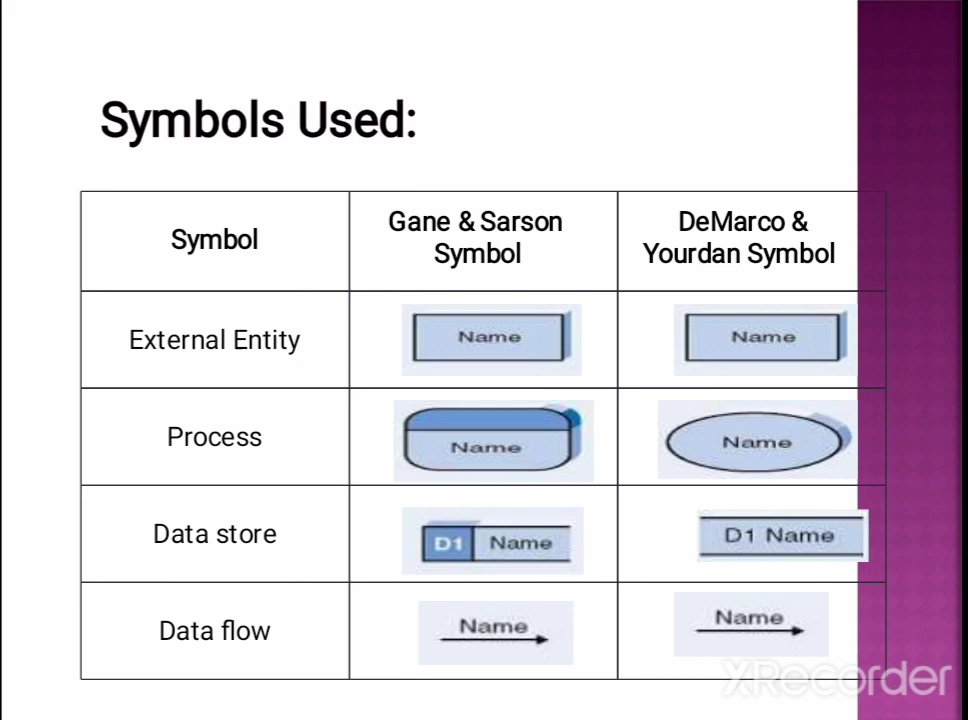 Symbols Used:
Symbol
Gane & Sarson
Symbol
DeMarco &
Yourdan Symbol
External Entity
Name
Name
Process
Name
Name
Data store
D1 Name
D1 Name
Data flow
Name
Name
XRecorder